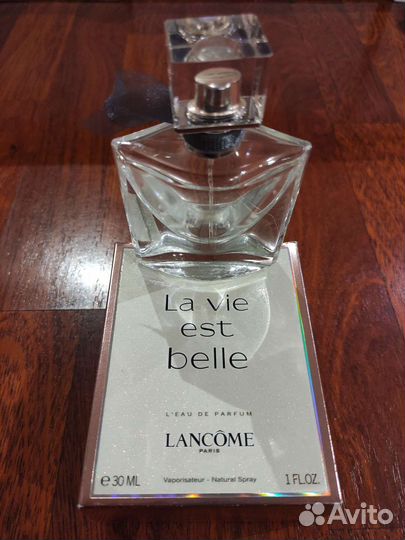 La vie
est
belle
L'EAU DE PARFUM
LANCÔME
PARIS
℮ 30 ML Vaporisateur - Natural Spray 1 FL.OZ.
Avito